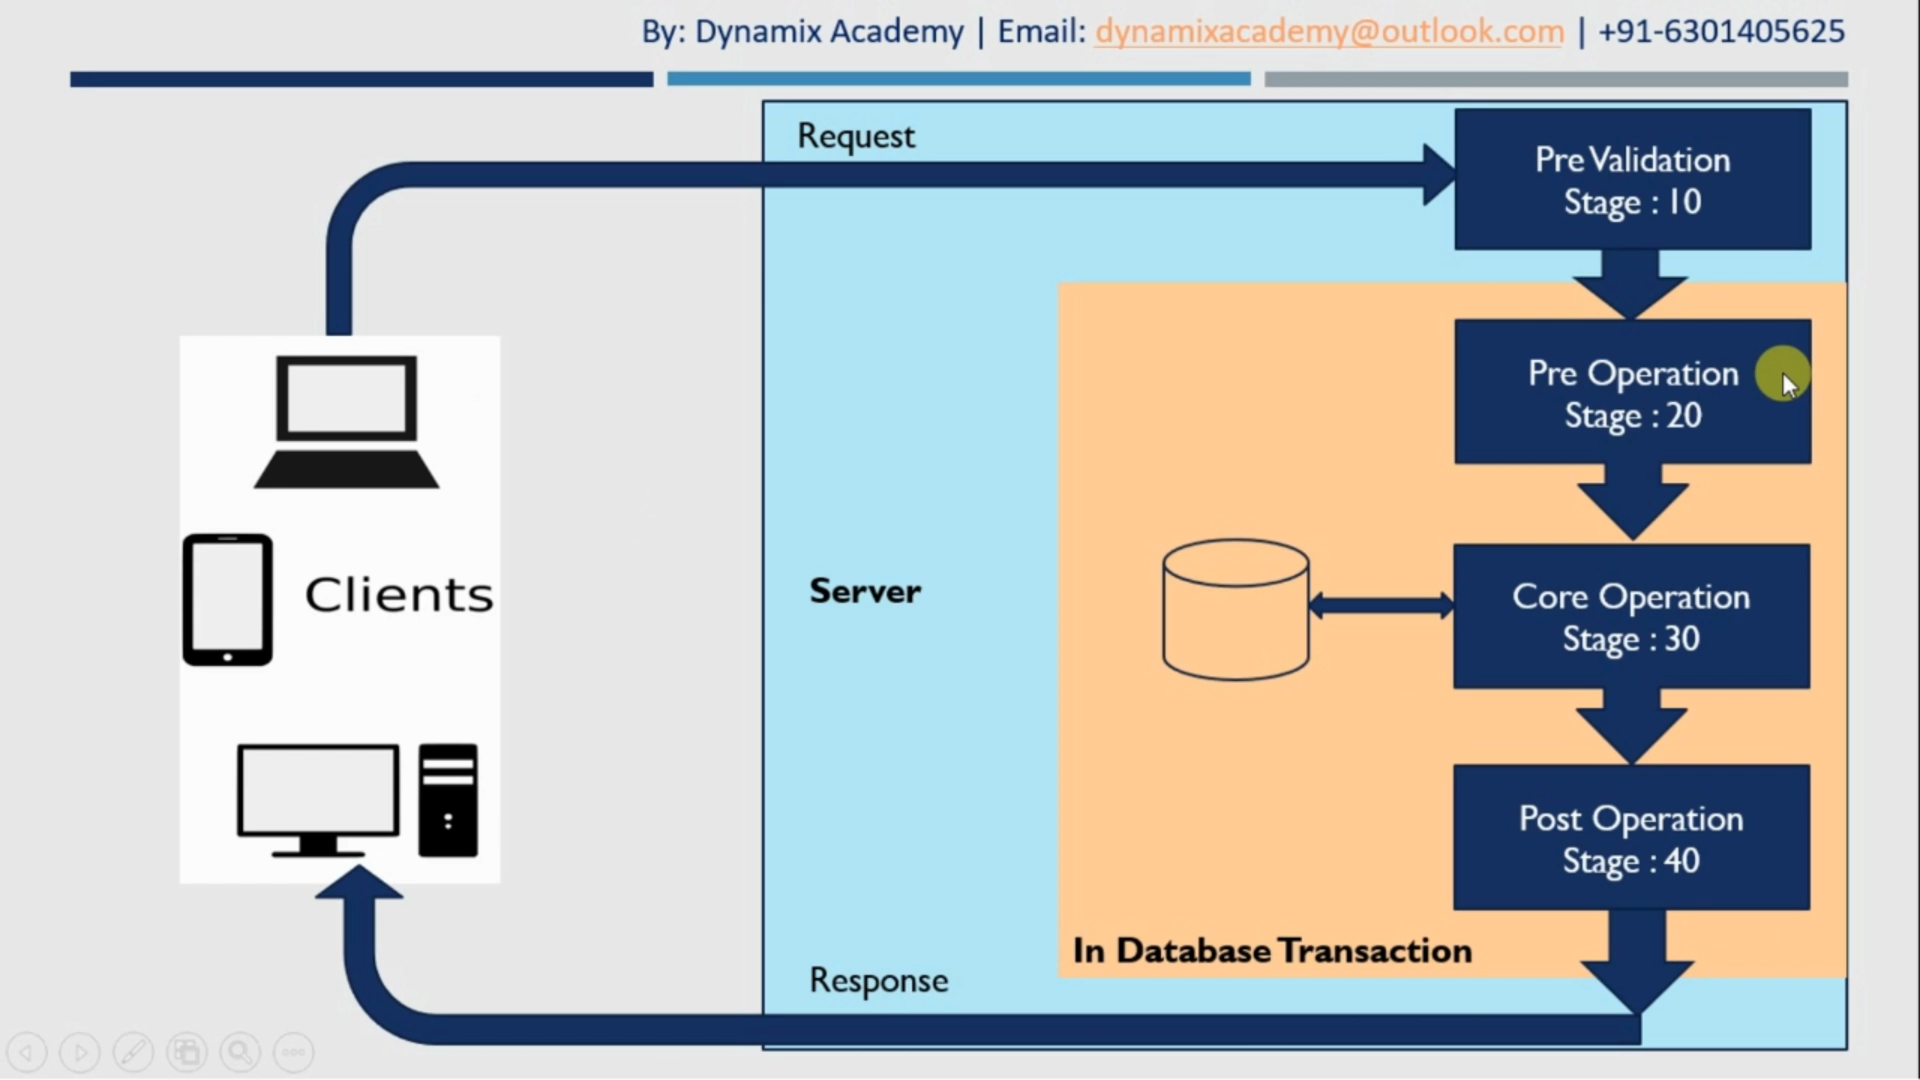 By: Dynamix Academy | Email: dynamixacademy@outlook.com | +91-6301405625
Request
Pre Validation
Stage : 10
Pre Operation
Stage : 20
Clients
Server
Core Operation
Stage : 30
Post Operation
Stage : 40
In Database Transaction
Response